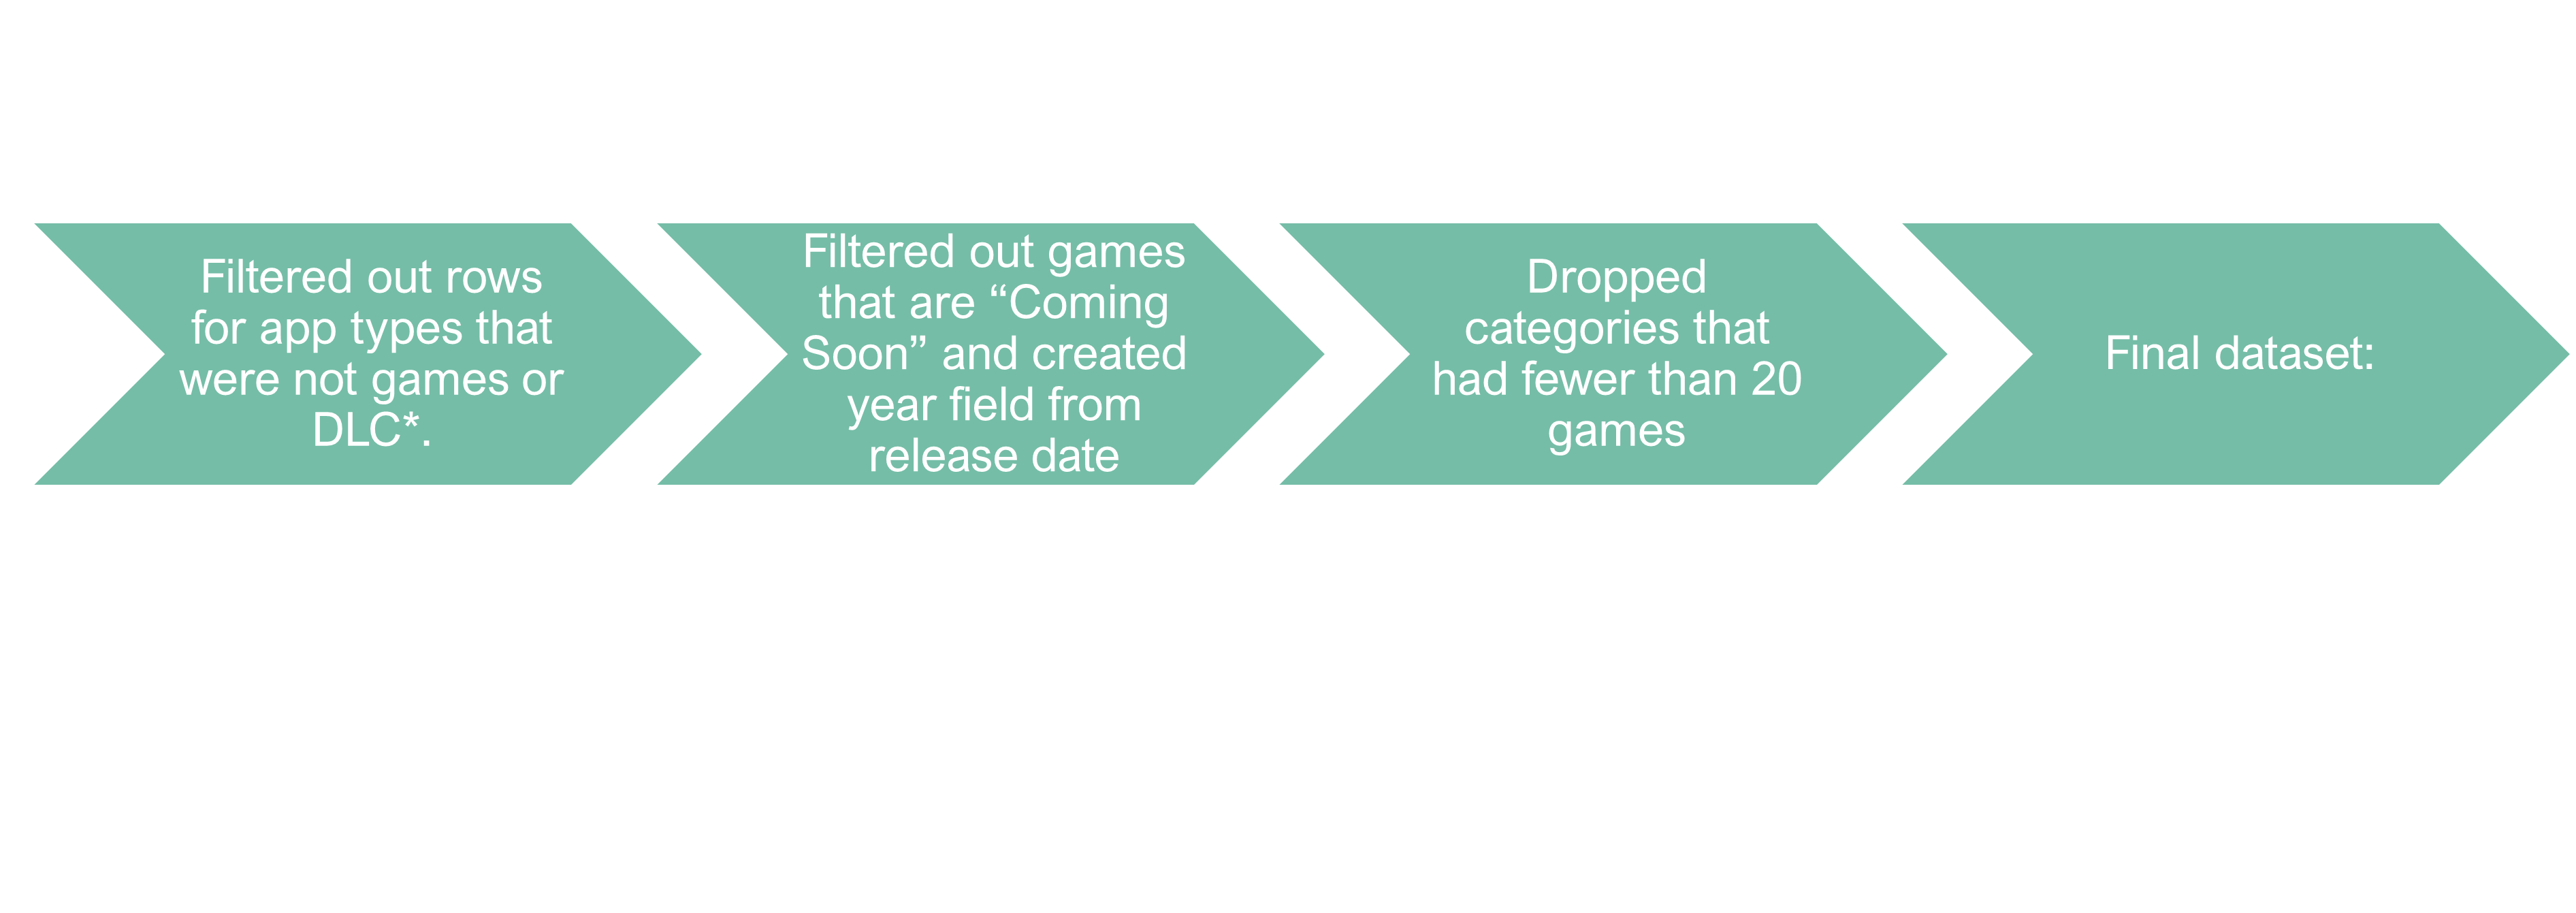 Filtered out rows
for app types that
were not games or
DLC*.
Filtered out games
that are “Coming
Soon” and created
year field from
release date
Dropped
categories that
had fewer than 20
games
Final dataset: